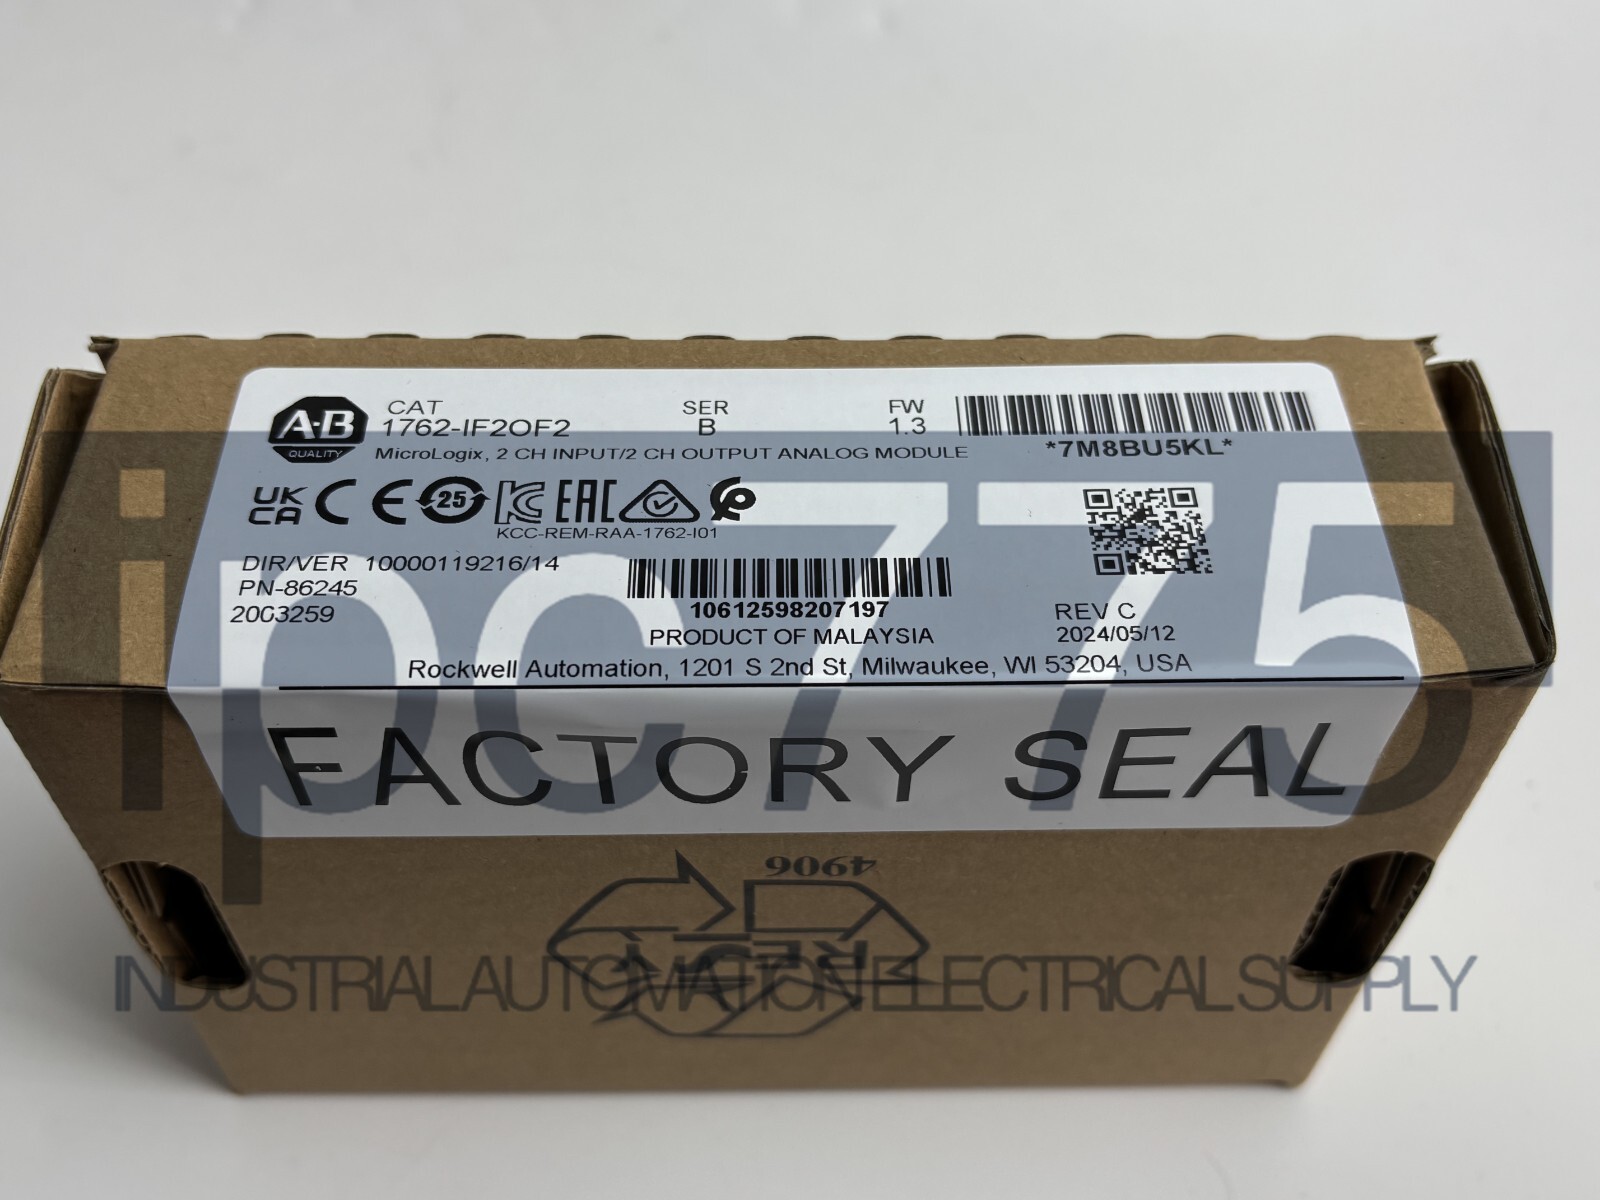 A-B
QUALITY
CAT
1762-IF2OF2
SER
B
FW
1.3
MicroLogix, 2 CH INPUT/2 CH OUTPUT ANALOG MODULE
*7M8BU5KL*
UK
CA
CE
25
EAC
KCC-REM-RAA-1762-I01
DIR/VER 10000119216/14
PN-86245
2003259
10612598207197
PRODUCT OF MALAYSIA
REV C
2024/05/12
Rockwell Automation, 1201 S 2nd St, Milwaukee, WI 53204, USA
FACTORY SEAL
ipc775
4906
INDUSTRIAL AUTOMATION ELECTRICAL SUPPLY